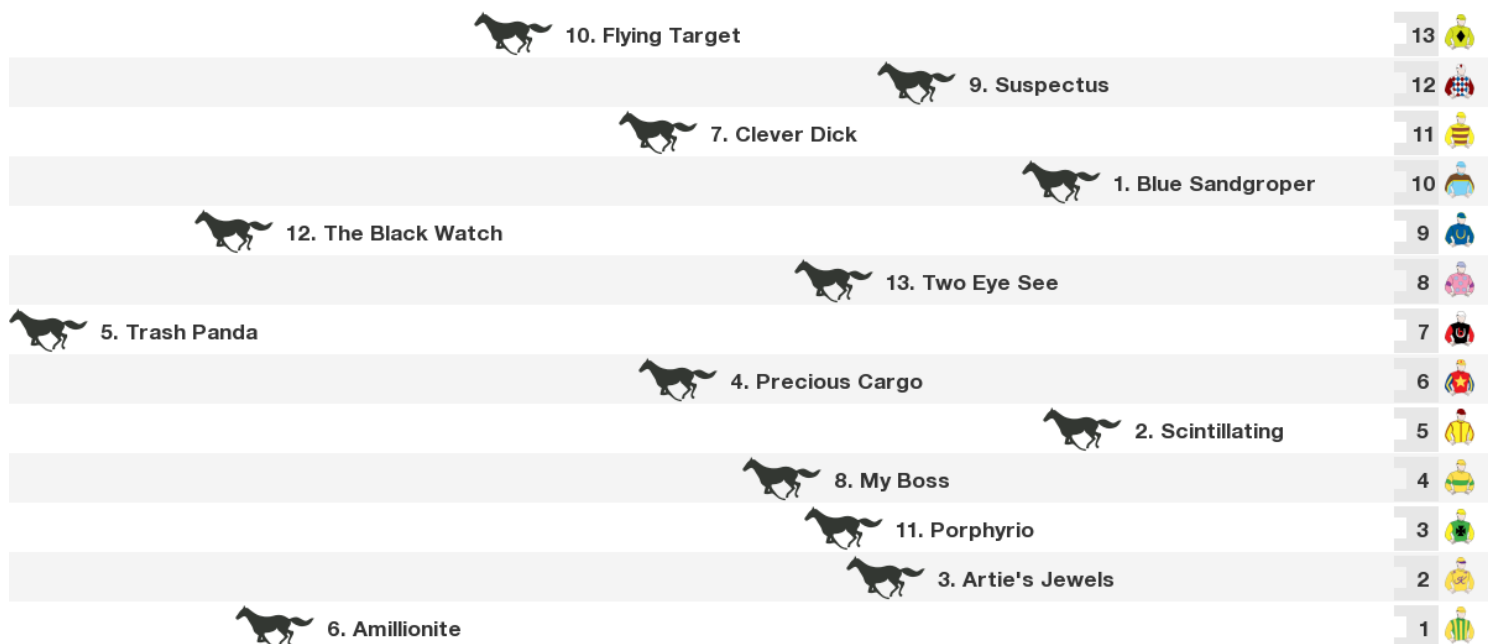 10. Flying Target 13
9. Suspectus 12
7. Clever Dick 11
1. Blue Sandgroper 10
12. The Black Watch 9
13. Two Eye See 8
5. Trash Panda 7
4. Precious Cargo 6
2. Scintillating 5
8. My Boss 4
11. Porphyrio 3
3. Artie's Jewels 2
6. Amillionite 1